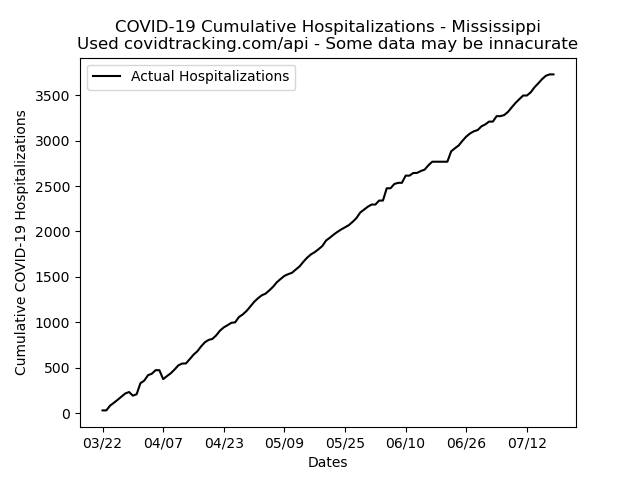 COVID-19 Cumulative Hospitalizations - Mississippi
Used covidtracking.com/api - Some data may be innacurate
Actual Hospitalizations
Cumulative COVID-19 Hospitalizations
3500
3000
2500
2000
1500
1000
500
0
03/22 04/07 04/23 05/09 05/25 06/10 06/26 07/12
Dates